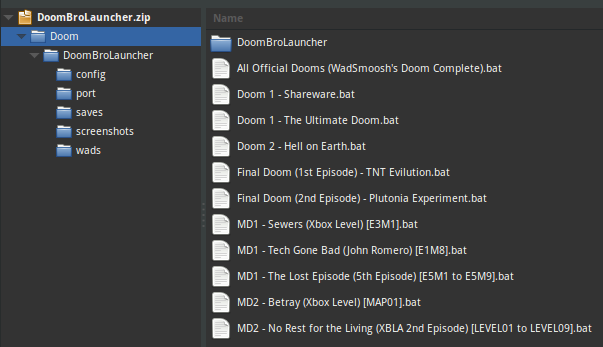 DoomBroLauncher.zip
Doom
DoomBroLauncher
config
port
saves
screenshots
wads
Name
DoomBroLauncher
All Official Dooms (WadSmoosh's Doom Complete).bat
Doom 1 - Shareware.bat
Doom 1 - The Ultimate Doom.bat
Doom 2 - Hell on Earth.bat
Final Doom (1st Episode) - TNT Evilution.bat
Final Doom (2nd Episode) - Plutonia Experiment.bat
MD1 - Sewers (Xbox Level) [E3M1].bat
MD1 - Tech Gone Bad (John Romero) [E1M8].bat
MD1 - The Lost Episode (5th Episode) [E5M1 to E5M9].bat
MD2 - Betray (Xbox Level) [MAP01].bat
MD2 - No Rest for the Living (XBLA 2nd Episode) [LEVEL01 to LEVEL09].bat